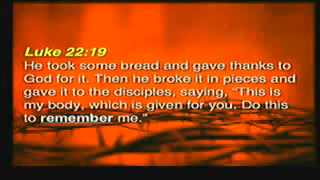 Luke 22:19
He took some bread and gave thanks to
God for it. Then he broke it in pieces and
gave it to the disciples, saying, “This is
my body, which is given for you. Do this
to remember me.”